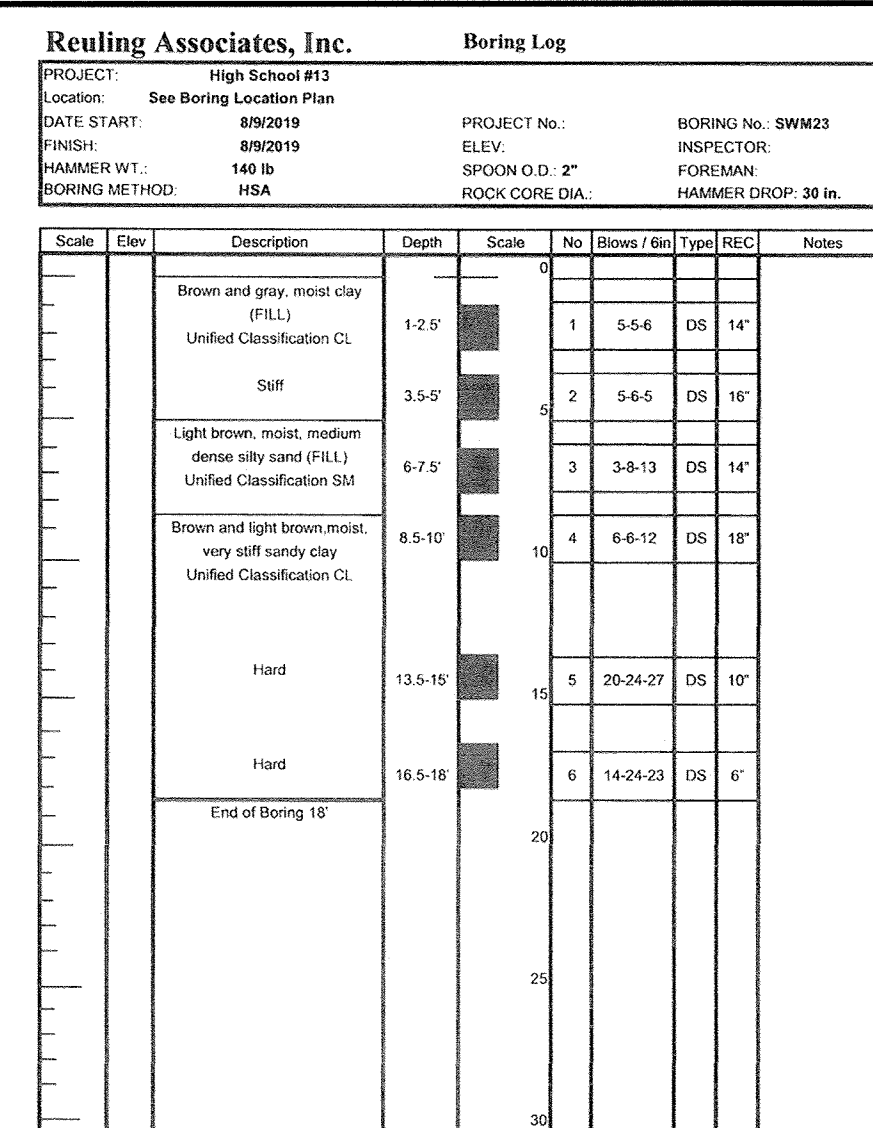 Reuling Associates, Inc. Boring Log
PROJECT: High School #13
Location: See Boring Location Plan
DATE START: 8/9/2019 PROJECT No.: BORING No.: SWM23
FINISH: 8/9/2019 ELEV: INSPECTOR:
HAMMER WT.: 140 lb SPOON O.D.: 2" FOREMAN:
BORING METHOD: HSA ROCK CORE DIA.: HAMMER DROP: 30 in.
Scale Elev Description Depth Scale No Blows / 6in Type REC Notes
0
Brown and gray, moist clay
(FILL)
1-2.5' 1 5-5-6 DS 14"
Unified Classification CL
Stiff
3.5-5' 2 5-6-5 DS 16"
5
Light brown, moist, medium
dense silty sand (FILL)
6-7.5' 3 3-8-13 DS 14"
Unified Classification SM
Brown and light brown,moist,
8.5-10' 4 6-6-12 DS 18"
very stiff sandy clay
10
Unified Classification CL
Hard
13.5-15' 5 20-24-27 DS 10"
15
Hard
16.5-18' 6 14-24-23 DS 6"
End of Boring 18'
20
25
30